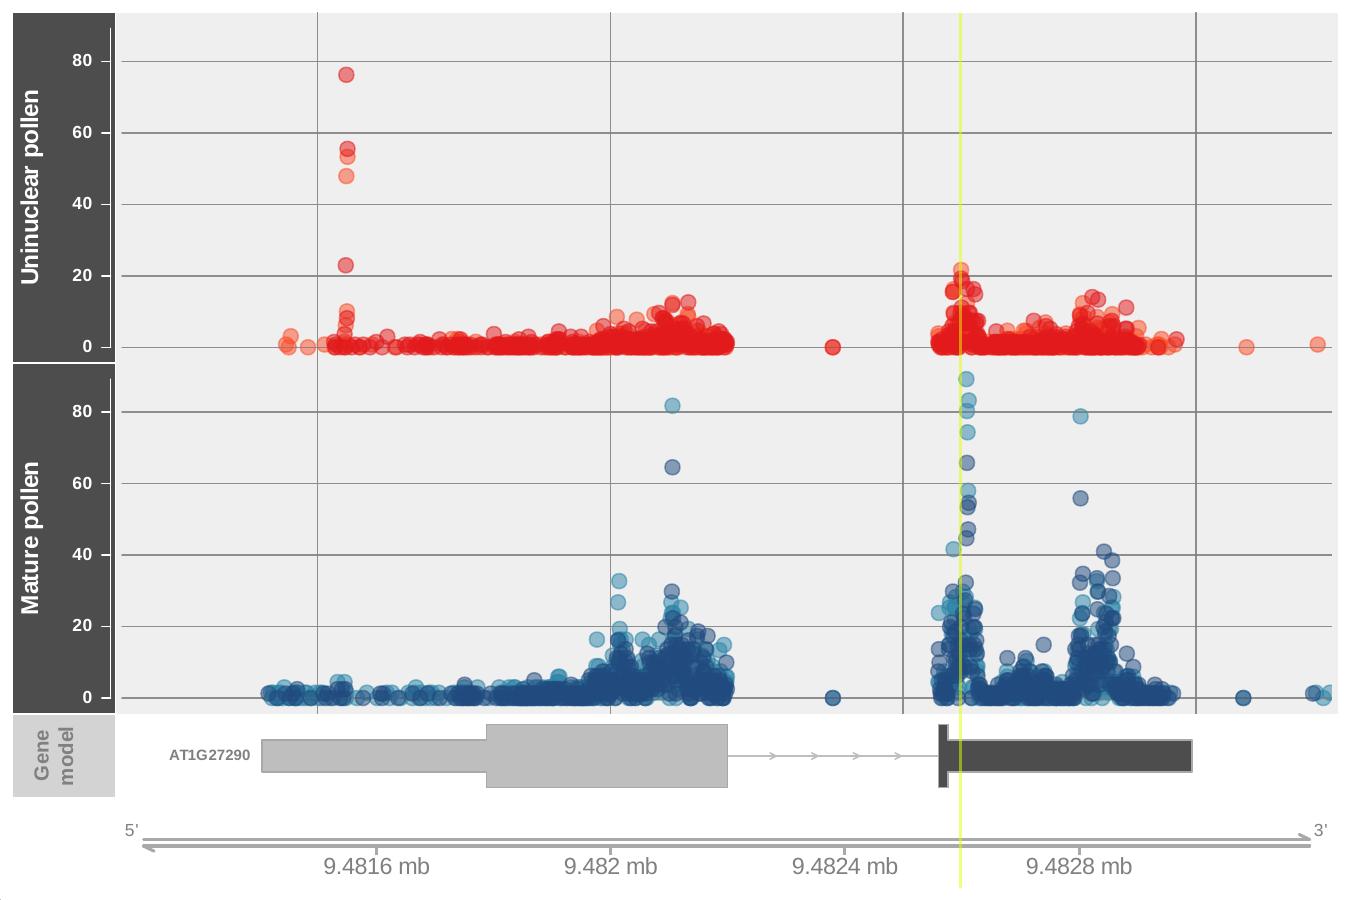 Uninuclear pollen
80
60
40
20
0
Mature pollen
80
60
40
20
0
Gene
model
AT1G27290
5'
3'
9.4816 mb
9.482 mb
9.4824 mb
9.4828 mb